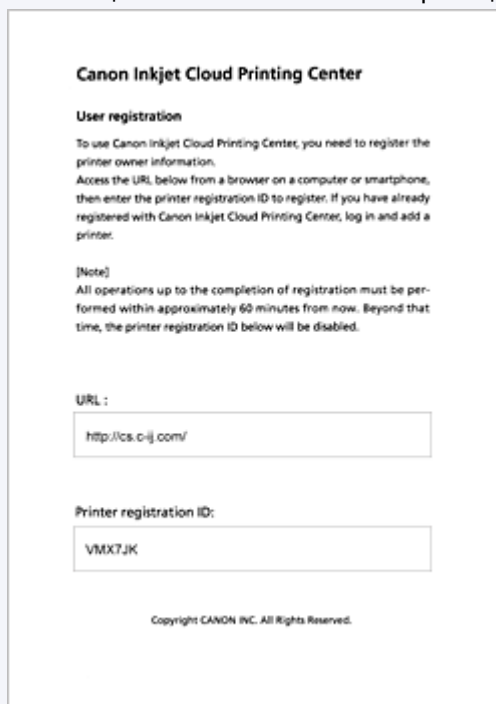 Canon Inkjet Cloud Printing Center
User registration
To use Canon Inkjet Cloud Printing Center, you need to register the
printer owner information.
Access the URL below from a browser on a computer or smartphone,
then enter the printer registration ID to register. If you have already
registered with Canon Inkjet Cloud Printing Center, log in and add a
printer.
[Note]
All operations up to the completion of registration must be per-
formed within approximately 60 minutes from now. Beyond that
time, the printer registration ID below will be disabled.
URL :
http://cs.c-ij.com/
Printer registration ID:
VMX7JK
Copyright CANON INC. All Rights Reserved.